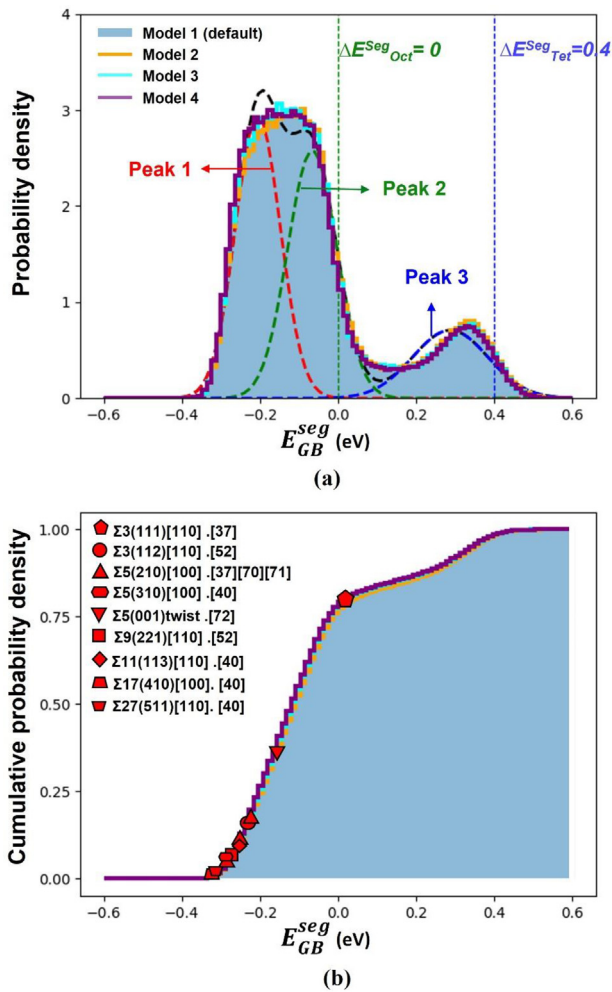 4
3
2
1
0
Probability density
Model 1 (default)
Model 2
Model 3
Model 4
ΔE^Seg_Oct = 0
ΔE^Seg_Tet=0.4
Peak 1
Peak 2
Peak 3
−0.6 −0.4 −0.2 0.0 0.2 0.4 0.6
E_GB^seg (eV)
(a)
1.00
0.75
0.50
0.25
0.00
Cumulative probability density
Σ3(111)[110] .[37]
Σ3(112)[110] .[52]
Σ5(210)[100] .[37][70][71]
Σ5(310)[100] .[40]
Σ5(001)twist .[72]
Σ9(221)[110] .[52]
Σ11(113)[110] .[40]
Σ17(410)[100]. [40]
Σ27(511)[110]. [40]
−0.6 −0.4 −0.2 0.0 0.2 0.4 0.6
E_GB^seg (eV)
(b)